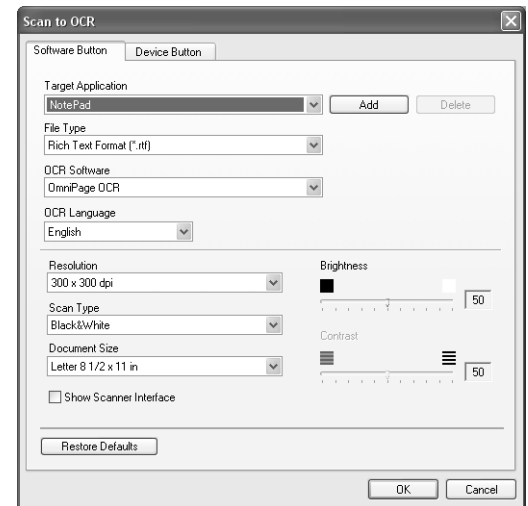 Scan to OCR
Software Button Device Button
Target Application
NotePad Add Delete
File Type
Rich Text Format (*.rtf)
OCR Software
OmniPage OCR
OCR Language
English
Resolution Brightness
300 x 300 dpi
50
Scan Type
Black&White
Contrast
Document Size
Letter 8 1/2 x 11 in
50
Show Scanner Interface
Restore Defaults
OK Cancel